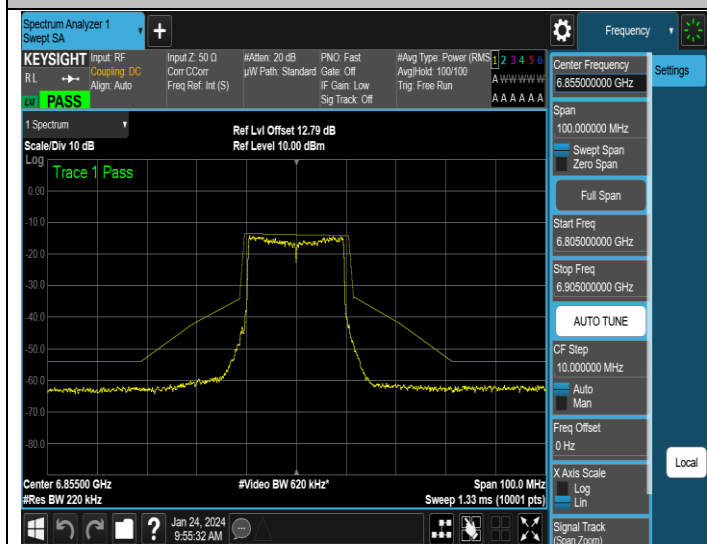 Spectrum Analyzer 1
Swept SA
Frequency
KEYSIGHT
RL
LXI PASS
Input: RF
Coupling: DC
Align: Auto
Input Z: 50 Ω
Corr CCorr
Freq Ref: Int (S)
#Atten: 20 dB
µW Path: Standard
PNO: Fast
Gate: Off
IF Gain: Low
Sig Track: Off
#Avg Type: Power (RMS
Avg|Hold: 100/100
Trig: Free Run
1 2 3 4 5 6
A W W W W W
A A A A A A
Center Frequency
6.855000000 GHz
Settings
Span
100.000000 MHz
Swept Span
Zero Span
Full Span
Start Freq
6.805000000 GHz
Stop Freq
6.905000000 GHz
AUTO TUNE
CF Step
10.000000 MHz
Auto
Man
Freq Offset
0 Hz
X Axis Scale
Log
Lin
Signal Track
(Span Zoom)
Local
1 Spectrum
Scale/Div 10 dB
Ref Lvl Offset 12.79 dB
Ref Level 10.00 dBm
Log
Trace 1 Pass
0.00
-10.0
-20.0
-30.0
-40.0
-50.0
-60.0
-70.0
-80.0
Center 6.85500 GHz
#Res BW 220 kHz
#Video BW 620 kHz*
Span 100.0 MHz
Sweep 1.33 ms (10001 pts)
?
Jan 24, 2024
9:55:32 AM